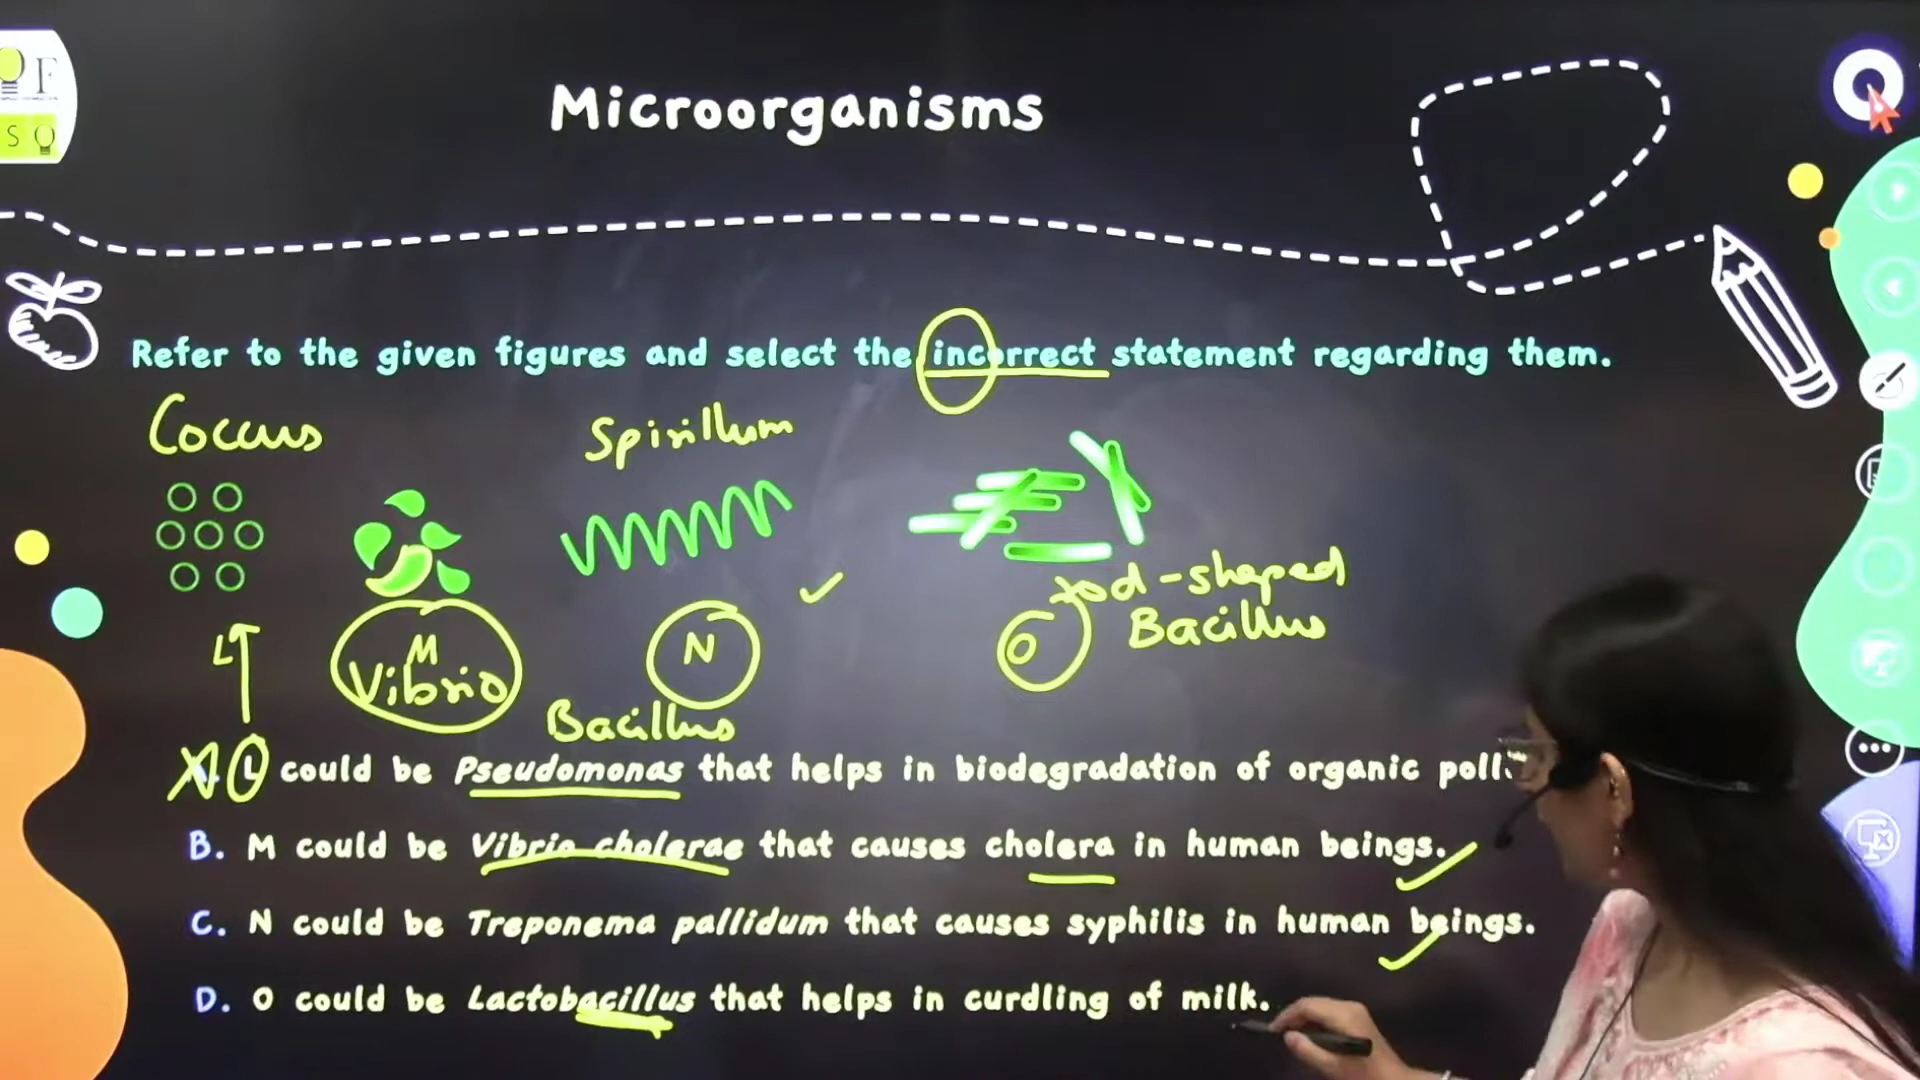 F
S Q
Microorganisms
Refer to the given figures and select the incorrect statement regarding them.
Coccus
Spirillum
rod-shaped
Bacillus
L
M
Vibrio
N
O
Bacillus
L could be Pseudomonas that helps in biodegradation of organic
B. M could be Vibrio cholerae that causes cholera in human beings.
C. N could be Treponema pallidum that causes syphilis in human beings.
D. O could be Lactobacillus that helps in curdling of milk.